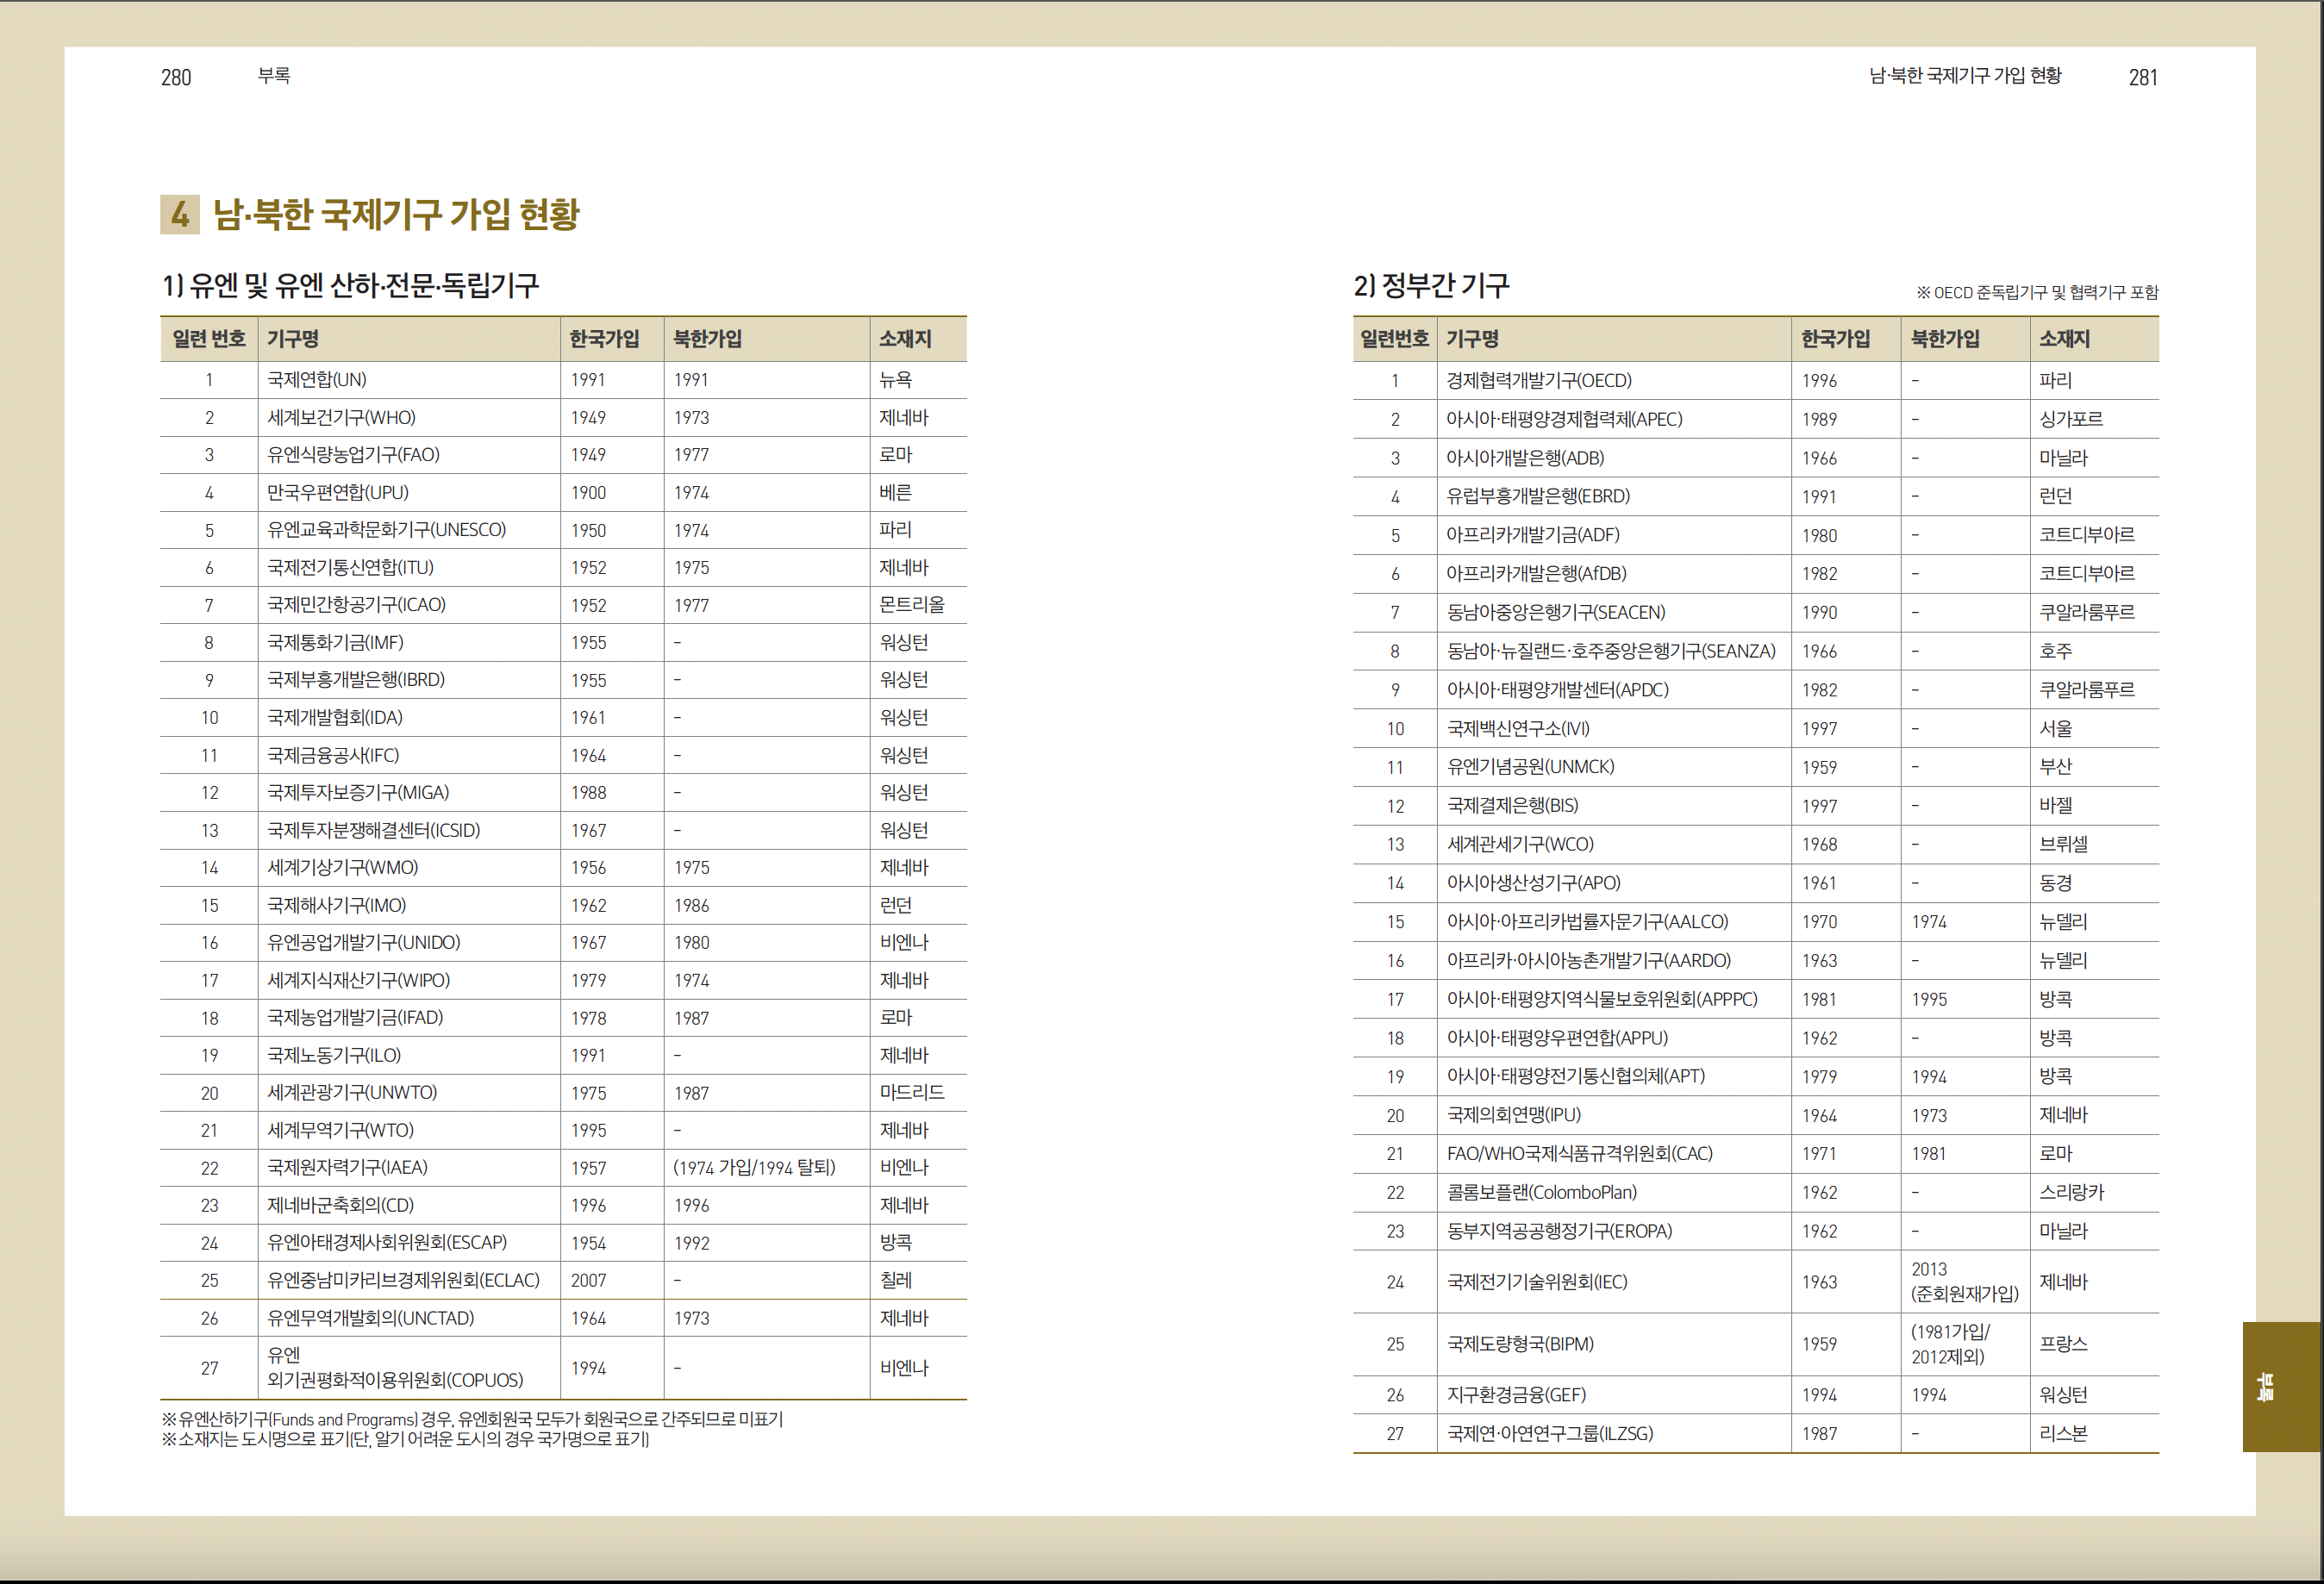 280 부록
남·북한 국제기구 가입 현황 281
4 남·북한 국제기구 가입 현황
1) 유엔 및 유엔 산하·전문·독립기구
일련 번호 기구명 한국가입 북한가입 소재지
1 국제연합(UN) 1991 1991 뉴욕
2 세계보건기구(WHO) 1949 1973 제네바
3 유엔식량농업기구(FAO) 1949 1977 로마
4 만국우편연합(UPU) 1900 1974 베른
5 유엔교육과학문화기구(UNESCO) 1950 1974 파리
6 국제전기통신연합(ITU) 1952 1975 제네바
7 국제민간항공기구(ICAO) 1952 1977 몬트리올
8 국제통화기금(IMF) 1955 – 워싱턴
9 국제부흥개발은행(IBRD) 1955 – 워싱턴
10 국제개발협회(IDA) 1961 – 워싱턴
11 국제금융공사(IFC) 1964 – 워싱턴
12 국제투자보증기구(MIGA) 1988 – 워싱턴
13 국제투자분쟁해결센터(ICSID) 1967 – 워싱턴
14 세계기상기구(WMO) 1956 1975 제네바
15 국제해사기구(IMO) 1962 1986 런던
16 유엔공업개발기구(UNIDO) 1967 1980 비엔나
17 세계지식재산기구(WIPO) 1979 1974 제네바
18 국제농업개발기금(IFAD) 1978 1987 로마
19 국제노동기구(ILO) 1991 – 제네바
20 세계관광기구(UNWTO) 1975 1987 마드리드
21 세계무역기구(WTO) 1995 – 제네바
22 국제원자력기구(IAEA) 1957 (1974 가입/1994 탈퇴) 비엔나
23 제네바군축회의(CD) 1996 1996 제네바
24 유엔아태경제사회위원회(ESCAP) 1954 1992 방콕
25 유엔중남미카리브경제위원회(ECLAC) 2007 – 칠레
26 유엔무역개발회의(UNCTAD) 1964 1973 제네바
27 유엔
외기권평화적이용위원회(COPUOS) 1994 – 비엔나
※ 유엔산하기구(Funds and Programs) 경우, 유엔회원국 모두가 회원국으로 간주되므로 미표기
※ 소재지는 도시명으로 표기(단, 알기 어려운 도시의 경우 국가명으로 표기)
2) 정부간 기구
※ OECD 준독립기구 및 협력기구 포함
일련번호 기구명 한국가입 북한가입 소재지
1 경제협력개발기구(OECD) 1996 – 파리
2 아시아·태평양경제협력체(APEC) 1989 – 싱가포르
3 아시아개발은행(ADB) 1966 – 마닐라
4 유럽부흥개발은행(EBRD) 1991 – 런던
5 아프리카개발기금(ADF) 1980 – 코트디부아르
6 아프리카개발은행(AfDB) 1982 – 코트디부아르
7 동남아중앙은행기구(SEACEN) 1990 – 쿠알라룸푸르
8 동남아·뉴질랜드·호주중앙은행기구(SEANZA) 1966 – 호주
9 아시아·태평양개발센터(APDC) 1982 – 쿠알라룸푸르
10 국제백신연구소(IVI) 1997 – 서울
11 유엔기념공원(UNMCK) 1959 – 부산
12 국제결제은행(BIS) 1997 – 바젤
13 세계관세기구(WCO) 1968 – 브뤼셀
14 아시아생산성기구(APO) 1961 – 동경
15 아시아·아프리카법률자문기구(AALCO) 1970 1974 뉴델리
16 아프리카·아시아농촌개발기구(AARDO) 1963 – 뉴델리
17 아시아·태평양지역식물보호위원회(APPPC) 1981 1995 방콕
18 아시아·태평양우편연합(APPU) 1962 – 방콕
19 아시아·태평양전기통신협의체(APT) 1979 1994 방콕
20 국제의회연맹(IPU) 1964 1973 제네바
21 FAO/WHO국제식품규격위원회(CAC) 1971 1981 로마
22 콜롬보플랜(ColomboPlan) 1962 – 스리랑카
23 동부지역공공행정기구(EROPA) 1962 – 마닐라
24 국제전기기술위원회(IEC) 1963 2013
(준회원재가입) 제네바
25 국제도량형국(BIPM) 1959 (1981가입/
2012제외) 프랑스
26 지구환경금융(GEF) 1994 1994 워싱턴
27 국제연·아연연구그룹(ILZSG) 1987 – 리스본
부록